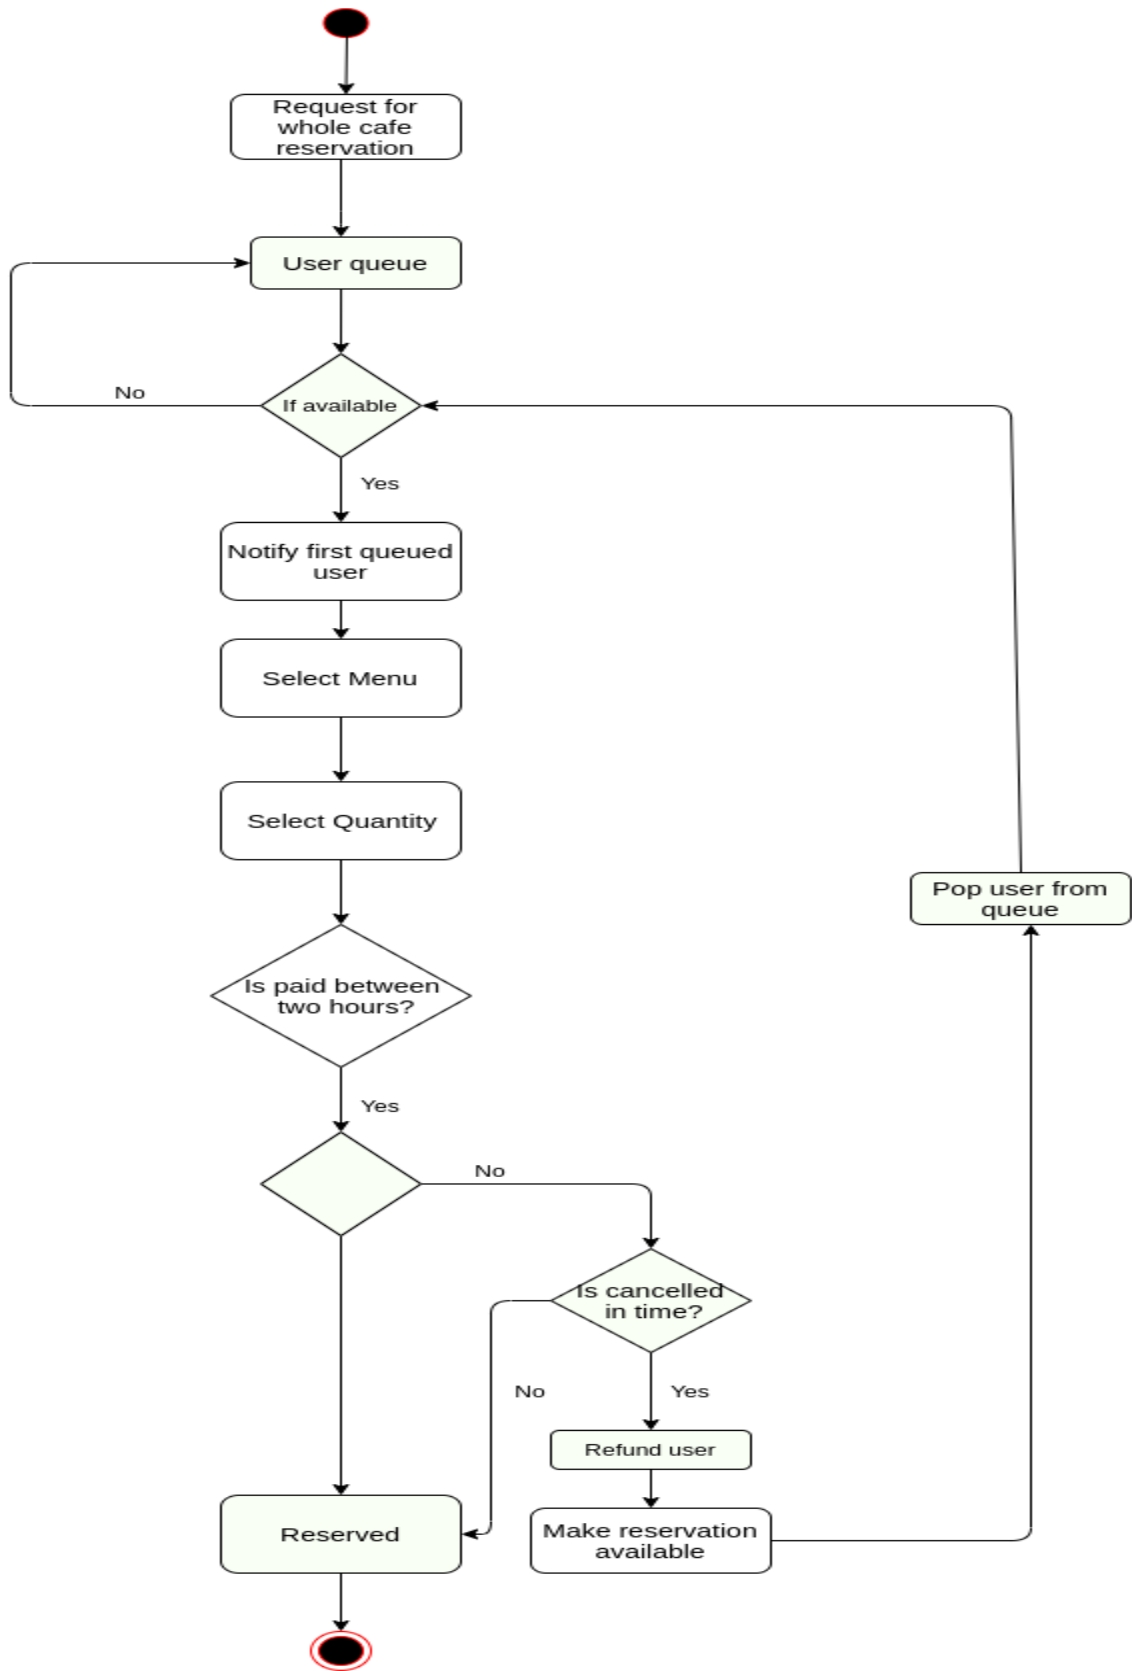 Request for
whole cafe
reservation
User queue
No
If available
Yes
Notify first queued
user
Select Menu
Select Quantity
Pop user from
queue
Is paid between
two hours?
Yes
No
Is cancelled
in time?
No
Yes
Refund user
Reserved
Make reservation
available